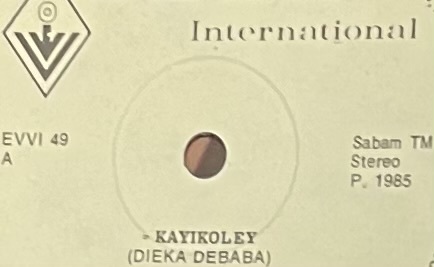 International
EVVI 49
A
Sabam TM
Stereo
P. 1985
KAYIKOLEY
(DIEKA DEBABA)